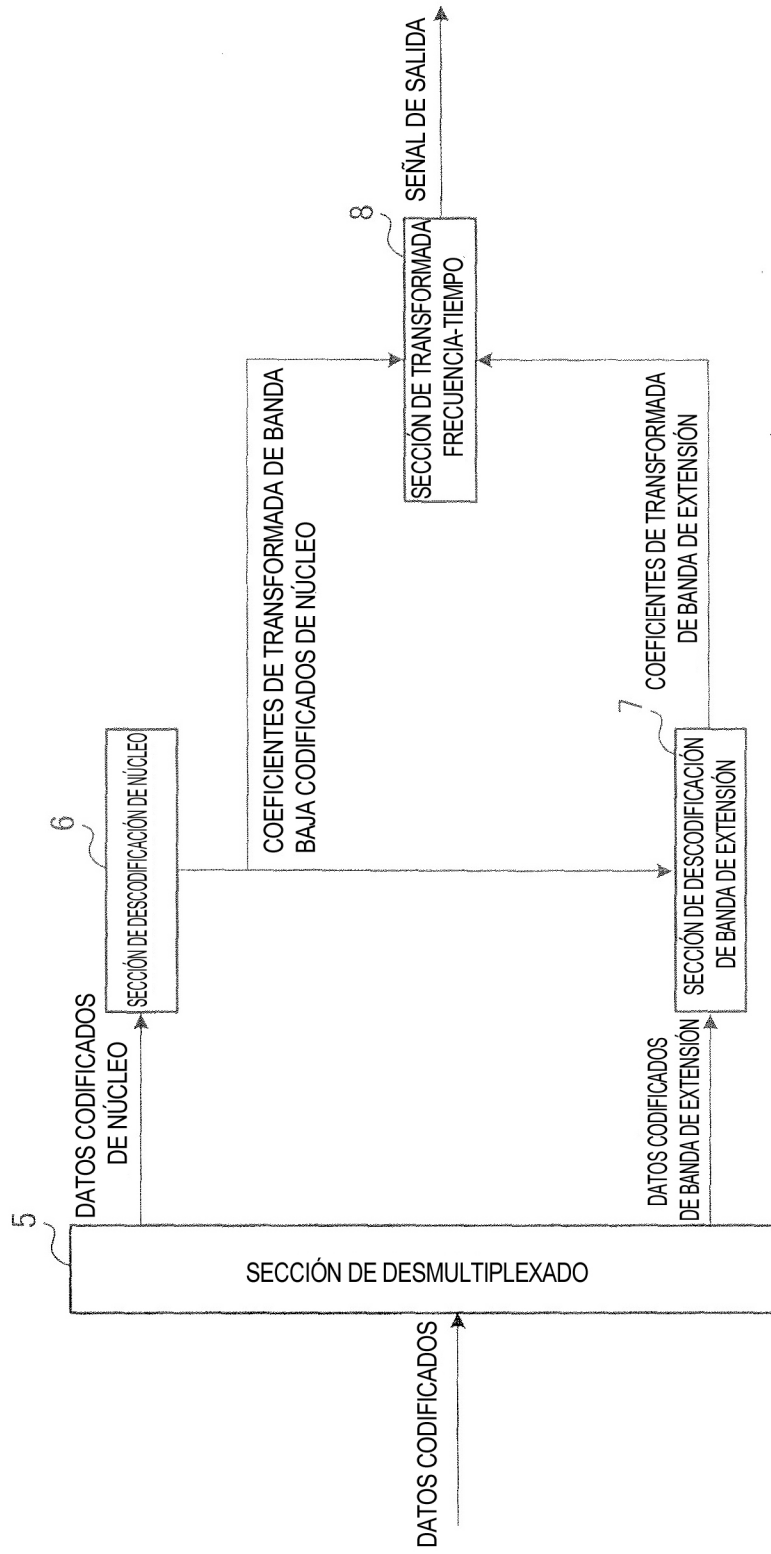 DATOS CODIFICADOS
5
SECCIÓN DE DESMULTIPLEXADO
DATOS CODIFICADOS
DE NÚCLEO
6
SECCIÓN DE DESCODIFICACIÓN DE NÚCLEO
COEFICIENTES DE TRANSFORMADA DE BANDA
BAJA CODIFICADOS DE NÚCLEO
DATOS CODIFICADOS
DE BANDA DE EXTENSIÓN
7
SECCIÓN DE DESCODIFICACIÓN
DE BANDA DE EXTENSIÓN
COEFICIENTES DE TRANSFORMADA
DE BANDA DE EXTENSIÓN
8
SECCIÓN DE TRANSFORMADA
FRECUENCIA-TIEMPO
SEÑAL DE SALIDA